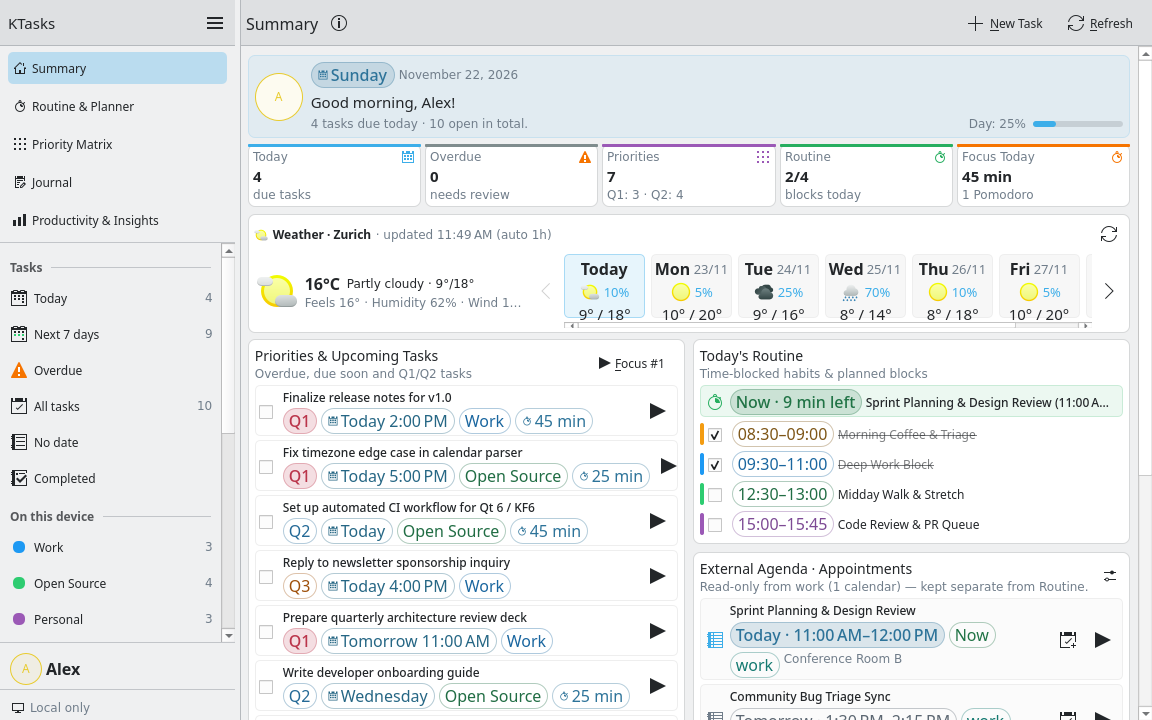 KTasks
Summary
New Task
Refresh
Summary
Routine & Planner
Priority Matrix
Journal
Productivity & Insights
Tasks
Today 4
Next 7 days 9
Overdue
All tasks 10
No date
Completed
On this device
Work 3
Open Source 4
Personal 3
A Alex
Local only
A
Sunday November 22, 2026
Good morning, Alex!
4 tasks due today · 10 open in total.
Day: 25%
Today
4
due tasks
Overdue
0
needs review
Priorities
7
Q1: 3 · Q2: 4
Routine
2/4
blocks today
Focus Today
45 min
1 Pomodoro
Weather · Zurich · updated 11:49 AM (auto 1h)
16°C Partly cloudy · 9°/18°
Feels 16° · Humidity 62% · Wind 1…
Today
10%
9° / 18°
Mon 23/11
5%
10° / 20°
Tue 24/11
25%
9° / 16°
Wed 25/11
70%
8° / 14°
Thu 26/11
10%
8° / 18°
Fri 27/11
5%
10° / 20°
Priorities & Upcoming Tasks
Overdue, due soon and Q1/Q2 tasks
Focus #1
Finalize release notes for v1.0
Q1 Today 2:00 PM Work 45 min
Fix timezone edge case in calendar parser
Q1 Today 5:00 PM Open Source 25 min
Set up automated CI workflow for Qt 6 / KF6
Q2 Today Open Source 45 min
Reply to newsletter sponsorship inquiry
Q3 Today 4:00 PM Work
Prepare quarterly architecture review deck
Q1 Tomorrow 11:00 AM Work
Write developer onboarding guide
Q2 Wednesday Open Source 25 min
Today's Routine
Time-blocked habits & planned blocks
Now · 9 min left Sprint Planning & Design Review (11:00 A…
08:30–09:00 Morning Coffee & Triage
09:30–11:00 Deep Work Block
12:30–13:00 Midday Walk & Stretch
15:00–15:45 Code Review & PR Queue
External Agenda · Appointments
Read-only from work (1 calendar) — kept separate from Routine.
Sprint Planning & Design Review
Today · 11:00 AM–12:00 PM Now
work Conference Room B
Community Bug Triage Sync
Tomorrow · 1:30 PM–2:15 PM work